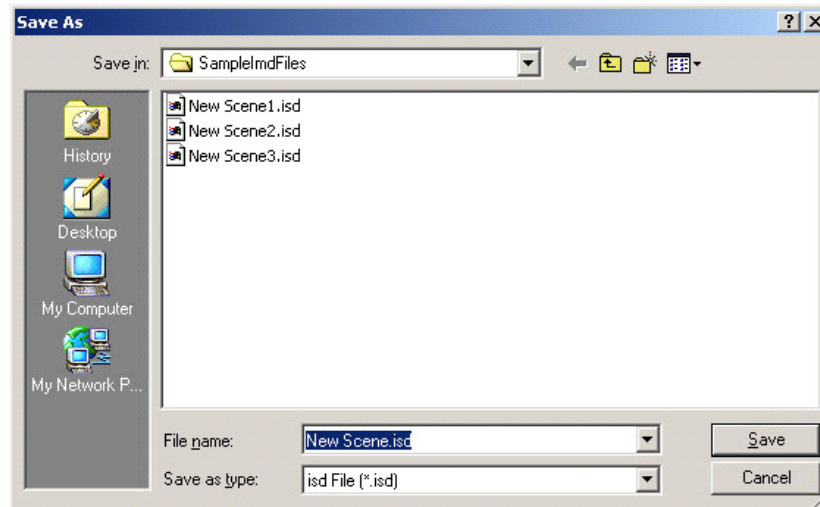 Save As
Save in: SampleImdFiles
New Scene1.isd
New Scene2.isd
New Scene3.isd
History
Desktop
My Computer
My Network P...
File name: New Scene.isd Save
Save as type: isd File (*.isd) Cancel